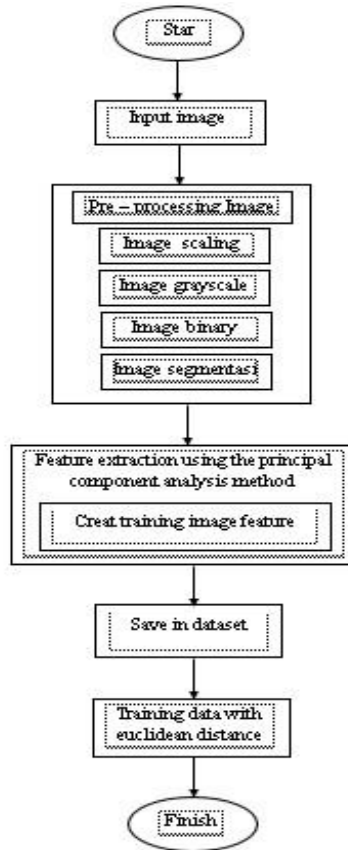 Star
Input image
Pre – processing Image
Image scaling
Image grayscale
Image binary
Image segmentasi
Feature extraction using the principal
component analysis method
Creat training image feature
Save in dataset
Training data with
euclidean distance
Finish